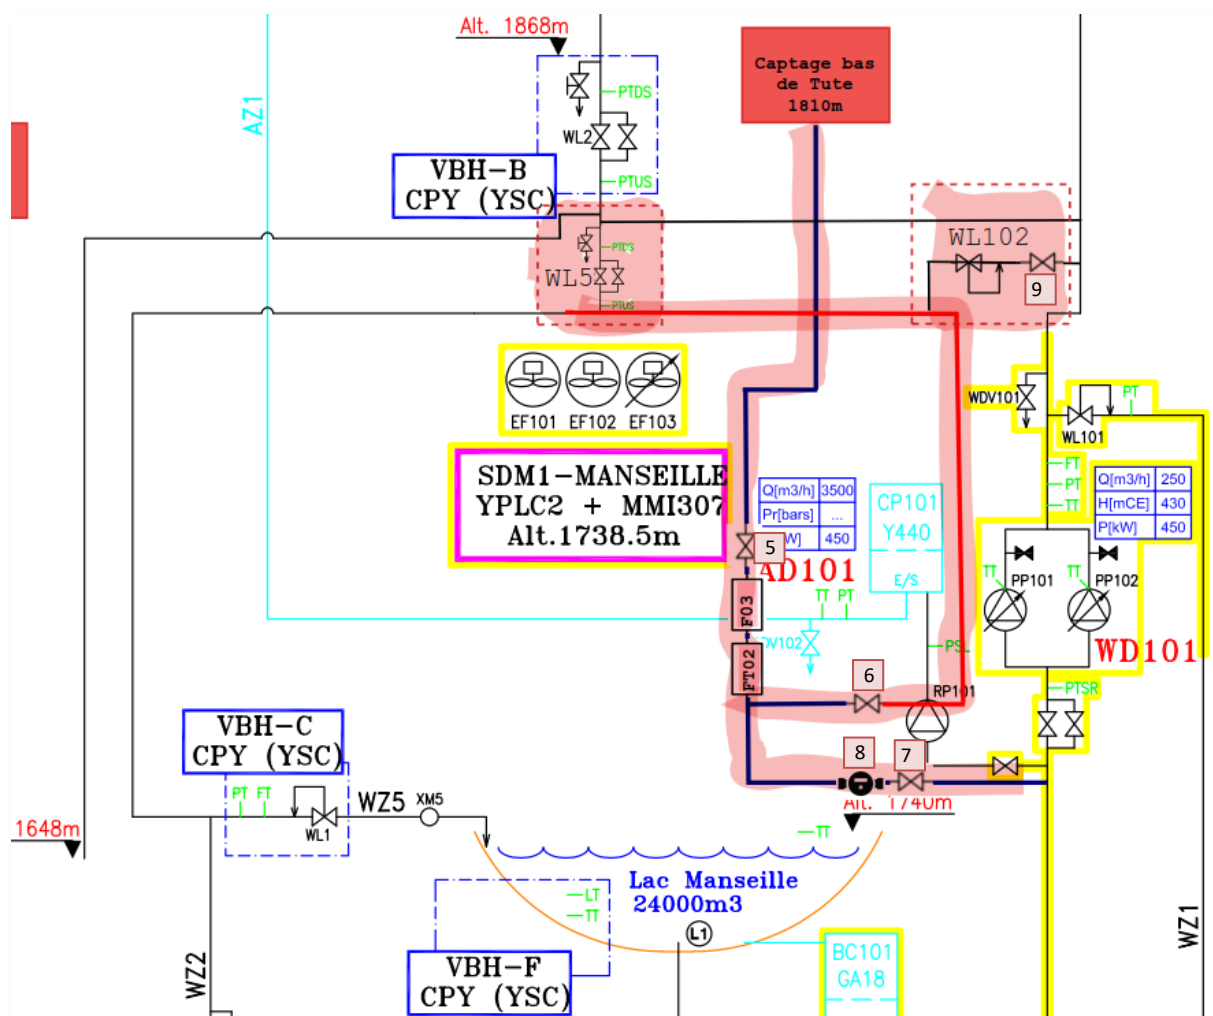 Alt. 1868m
Captage bas
de Tute
1810m
AZ1
PTDS
WL2
VBH-B
CPY (YSC)
PTUS
WL102
PTDS
WL5
9
PTUS
WDV101
PT
WL101
EF101
EF102
EF103
FT
PT
TT
SDM1-MANSEILLE
YPLC2 + MMI307
Alt.1738.5m
Q[m3/h] 3500
Pr[bars] ...
W] 450
CP101
Y440
E/S
Q[m3/h] 250
H[mCE] 430
P[kW] 450
5
AD101
TT
PT
TT
PP101
TT
PP102
F03
DV102
PS
WD101
FT02
6
RP101
PTSR
VBH-C
CPY (YSC)
8
7
PT
FT
WZ5
XM5
WL1
Alt. 1740m
1648m
TT
Lac Manseille
24000m3
LT
TT
L1
WZ1
WZ2
VBH-F
CPY (YSC)
BC101
GA18